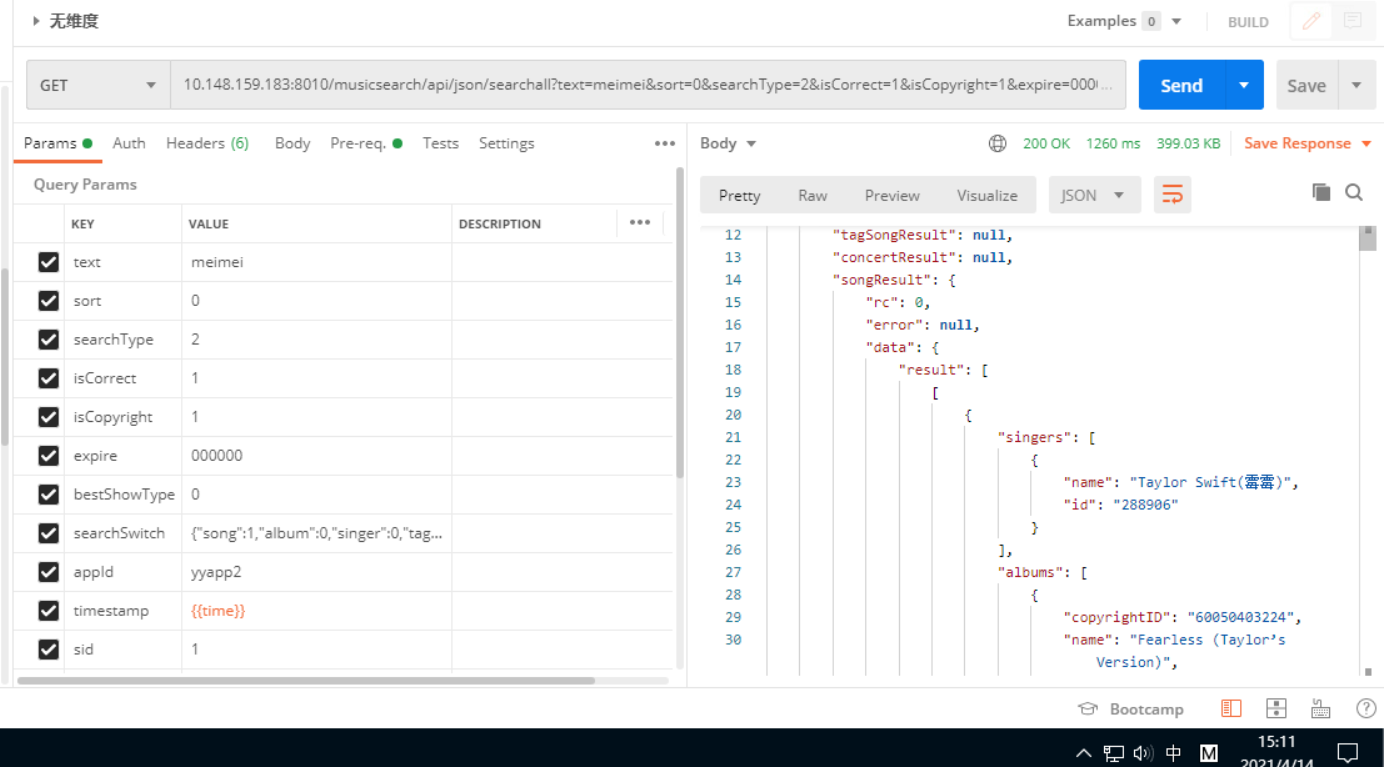 无维度
Examples 0
BUILD
GET
10.148.159.183:8010/musicsearch/api/json/searchall?text=meimei&sort=0&searchType=2&isCorrect=1&isCopyright=1&expire=000(...
Send
Save
Params
Auth
Headers (6)
Body
Pre-req.
Tests
Settings
•••
Query Params
KEY VALUE DESCRIPTION •••
text meimei
sort 0
searchType 2
isCorrect 1
isCopyright 1
expire 000000
bestShowType 0
searchSwitch {"song":1,"album":0,"singer":0,"tag...
appId yyapp2
timestamp {{time}}
sid 1
Body
200 OK 1260 ms 399.03 KB Save Response
Pretty Raw Preview Visualize JSON
12 "tagSongResult": null,
13 "concertResult": null,
14 "songResult": {
15 "rc": 0,
16 "error": null,
17 "data": {
18 "result": [
19 [
20 {
21 "singers": [
22 {
23 "name": "Taylor Swift(霉霉)",
24 "id": "288906"
25 }
26 ],
27 "albums": [
28 {
29 "copyrightID": "60050403224",
30 "name": "Fearless (Taylor’s
Version)",
Bootcamp
中 M 15:11
2021/4/14